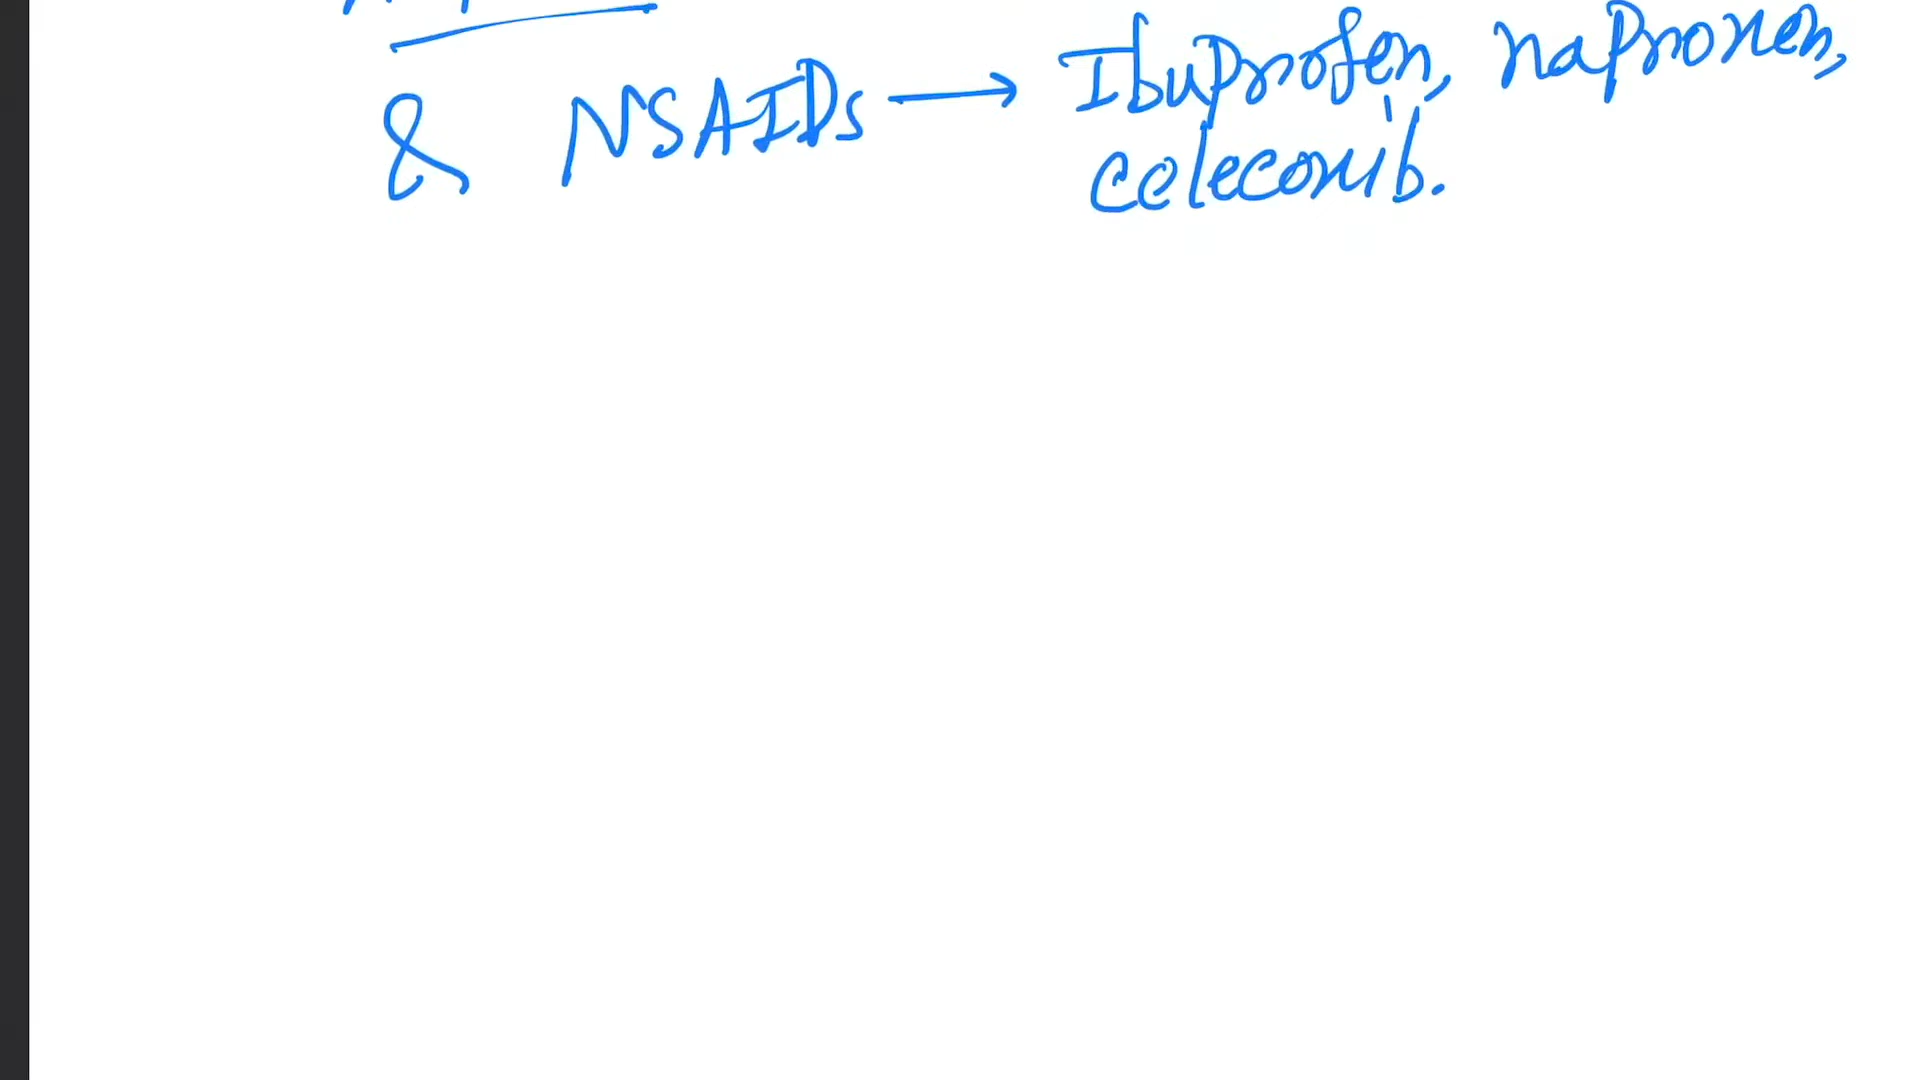 & NSAIDs → Ibuprofen, naproxen,
celecoxib.